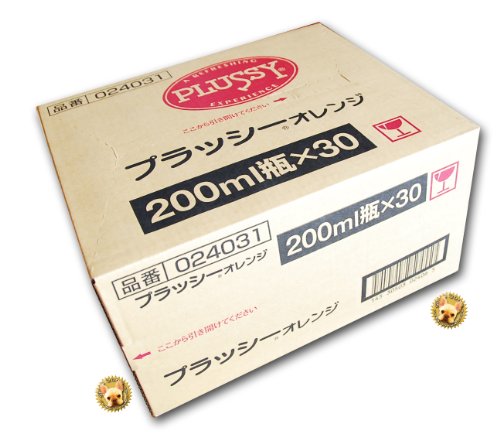 A REFRESHING
PLUSSY®
EXPERIENCE
品番 024031
ここから引き開けてください
プラッシー®オレンジ
200ml瓶×30
品番 024031
プラッシー®オレンジ
200ml瓶×30
ここから引き開けてください
プラッシー®オレンジ